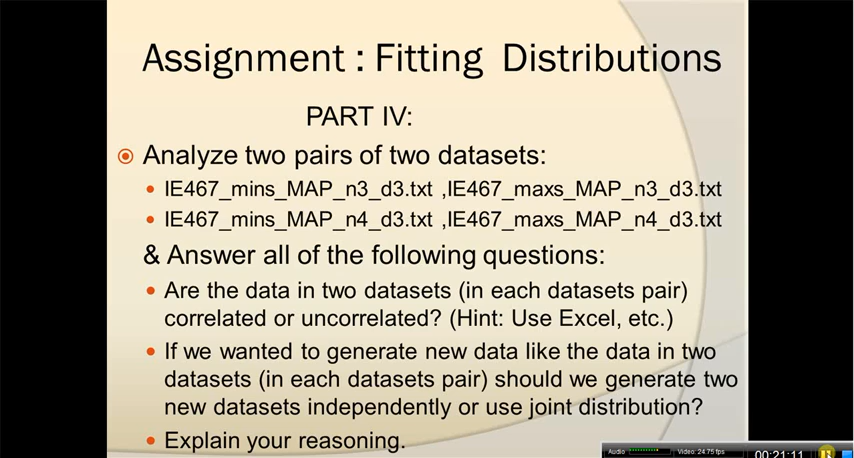 Assignment : Fitting Distributions
PART IV:
Analyze two pairs of two datasets:
IE467_mins_MAP_n3_d3.txt ,IE467_maxs_MAP_n3_d3.txt
IE467_mins_MAP_n4_d3.txt ,IE467_maxs_MAP_n4_d3.txt
& Answer all of the following questions:
Are the data in two datasets (in each datasets pair)
correlated or uncorrelated? (Hint: Use Excel, etc.)
If we wanted to generate new data like the data in two
datasets (in each datasets pair) should we generate two
new datasets independently or use joint distribution?
Explain your reasoning.
Audio Video: 24.75 fps 00:21:11